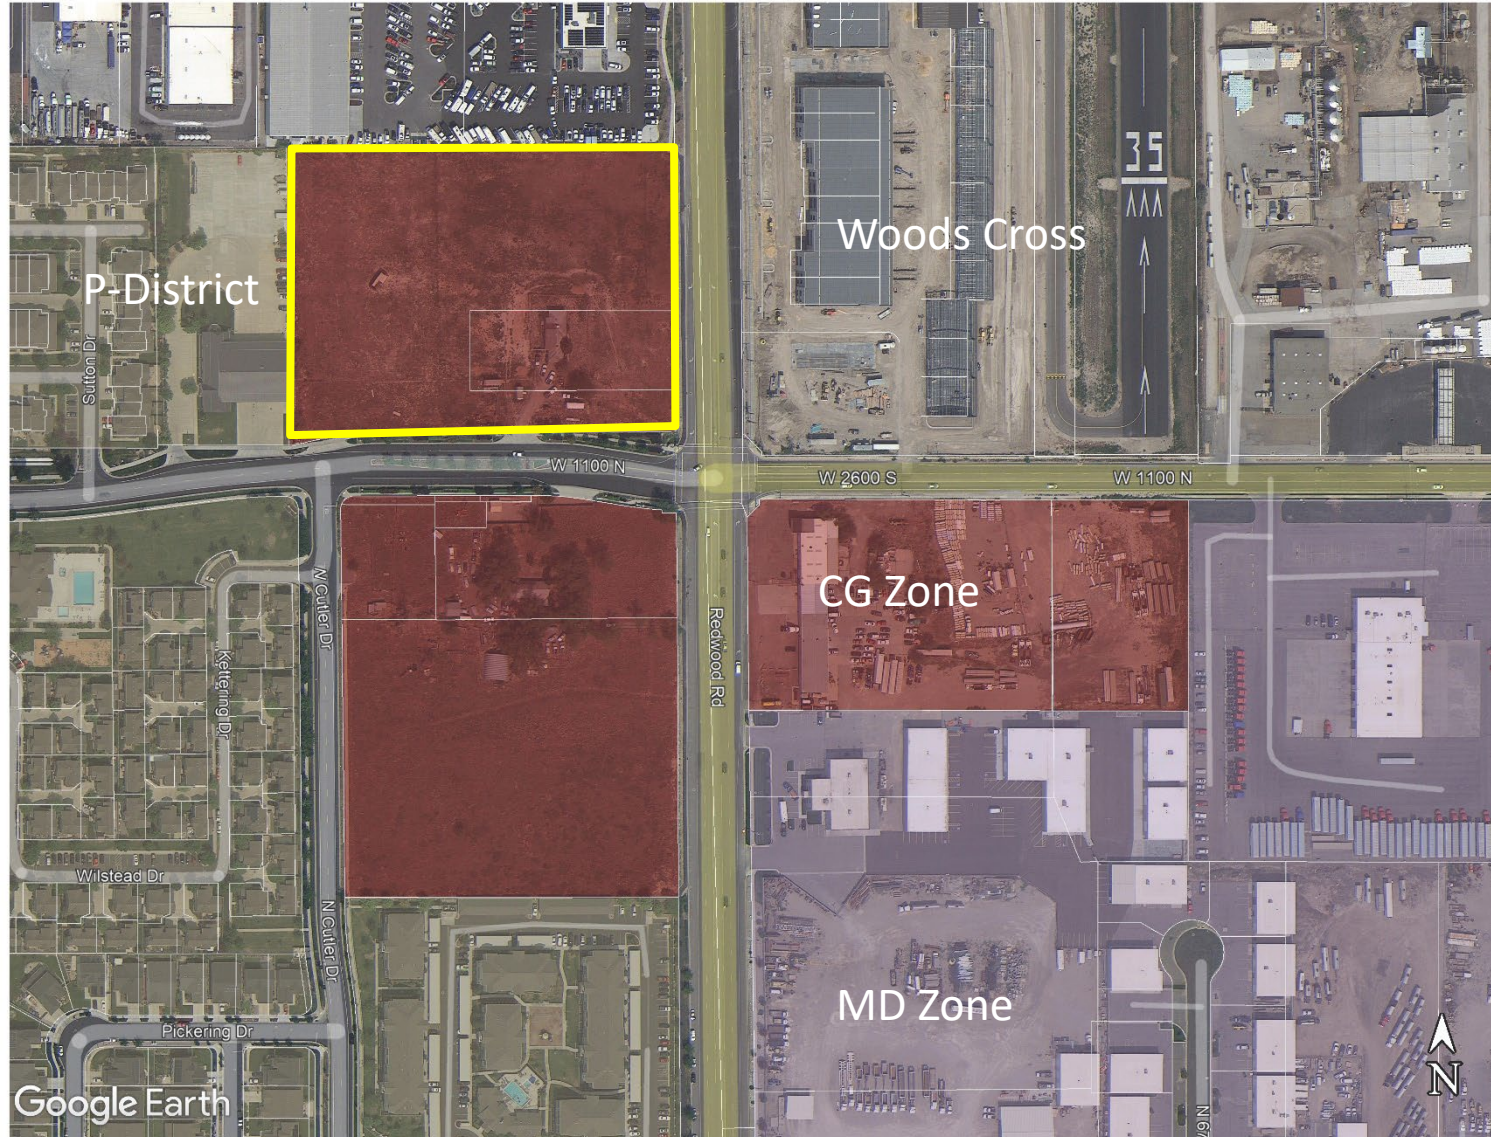 35
Woods Cross
P-District
Sutton Dr
W 1100 N
W 2600 S
W 1100 N
N Cutler Dr
CG Zone
Redwood Rd
Kettering Dr
Wilstead Dr
N Cutler Dr
MD Zone
Pickering Dr
N
Google Earth